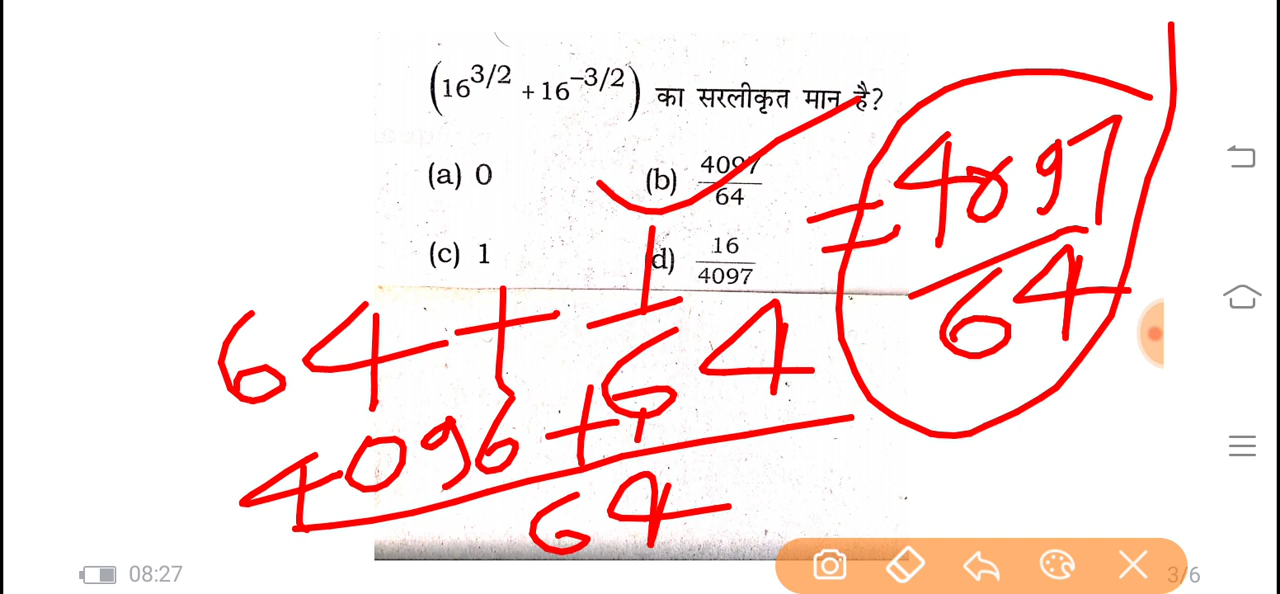 (16^3/2 + 16^-3/2) का सरलीकृत मान है?
(a) 0
(b) 4097/64
(c) 1
(d) 16/4097
64 + 1/64
4096 + 1
64
= 4097
64
08:27
3/6